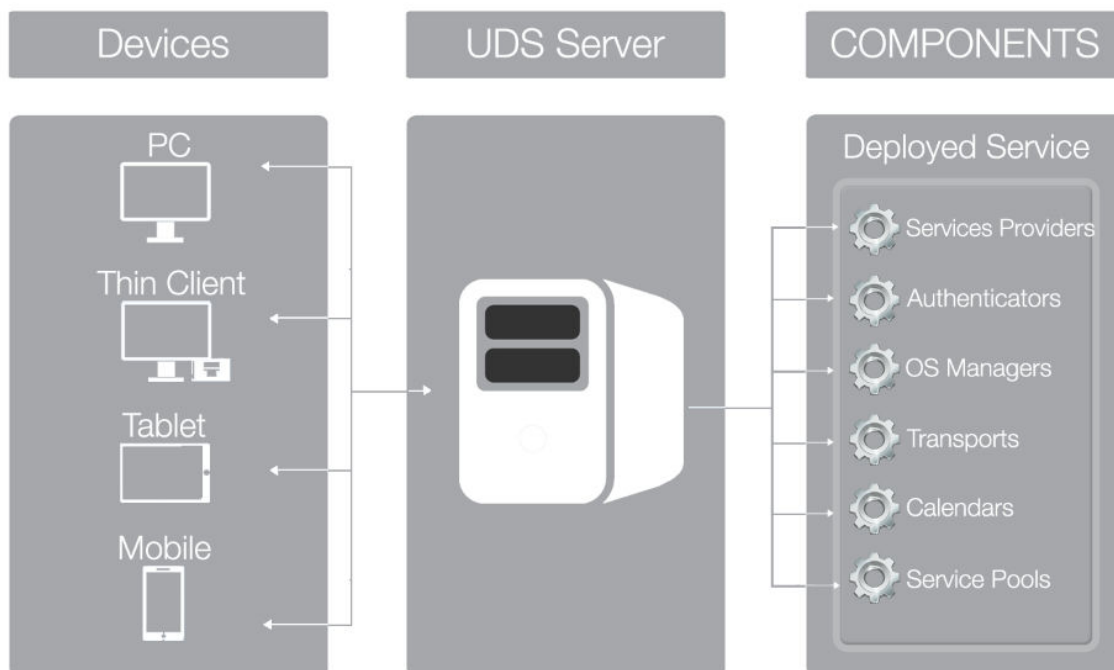 Devices
UDS Server
COMPONENTS
PC
Thin Client
Tablet
Mobile
Deployed Service
Services Providers
Authenticators
OS Managers
Transports
Calendars
Service Pools